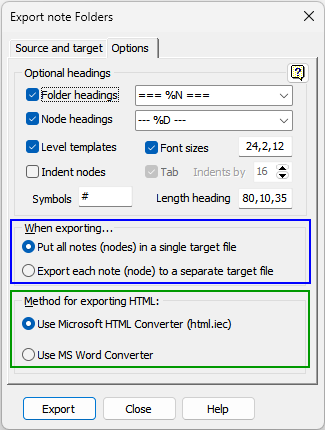 Export note Folders
Source and target Options
Optional headings
Folder headings === %N ===
Node headings --- %D ---
Level templates Font sizes 24,2,12
Indent nodes Tab Indents by 16
Symbols # Length heading 80,10,35
When exporting...
Put all notes (nodes) in a single target file
Export each note (node) to a separate target file
Method for exporting HTML:
Use Microsoft HTML Converter (html.iec)
Use MS Word Converter
Export Close Help